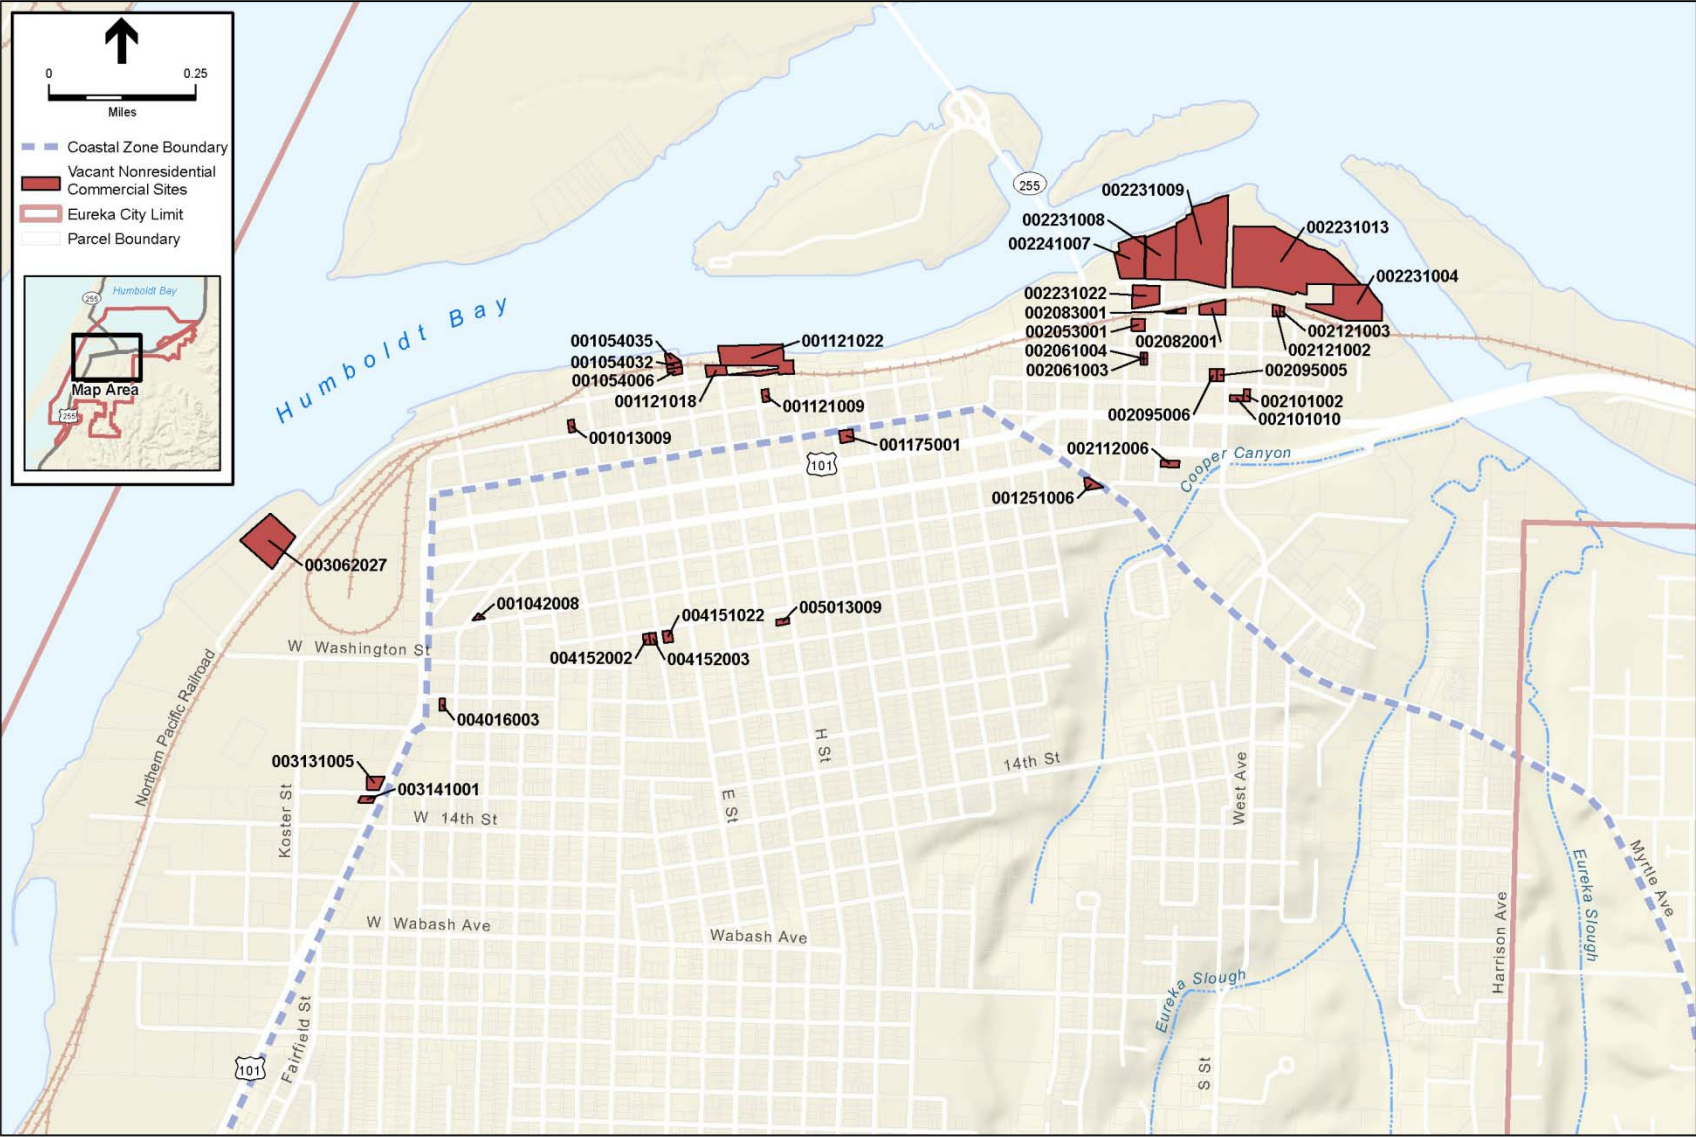 0 0.25
Miles
Coastal Zone Boundary
Vacant Nonresidential
Commercial Sites
Eureka City Limit
Parcel Boundary
Humboldt Bay
255
Map Area
255
Humboldt Bay
255
002231009
002231008
002241007
002231013
002231004
002231022
002083001
002053001
002082001
002121003
002121002
002061004
002061003
002095005
002095006
002101002
002101010
001054035
001054032
001054006
001121022
001121018
001121009
001013009
001175001
101
002112006
001251006
Cooper Canyon
003062027
001042008
004151022
005013009
004152002
004152003
W Washington St
Northern Pacific Railroad
004016003
003131005
003141001
Koster St
W 14th St
H St
E St
14th St
West Ave
W Wabash Ave
Wabash Ave
Harrison Ave
Myrtle Ave
Eureka Slough
Eureka Slough
Fairfield St
101
S St